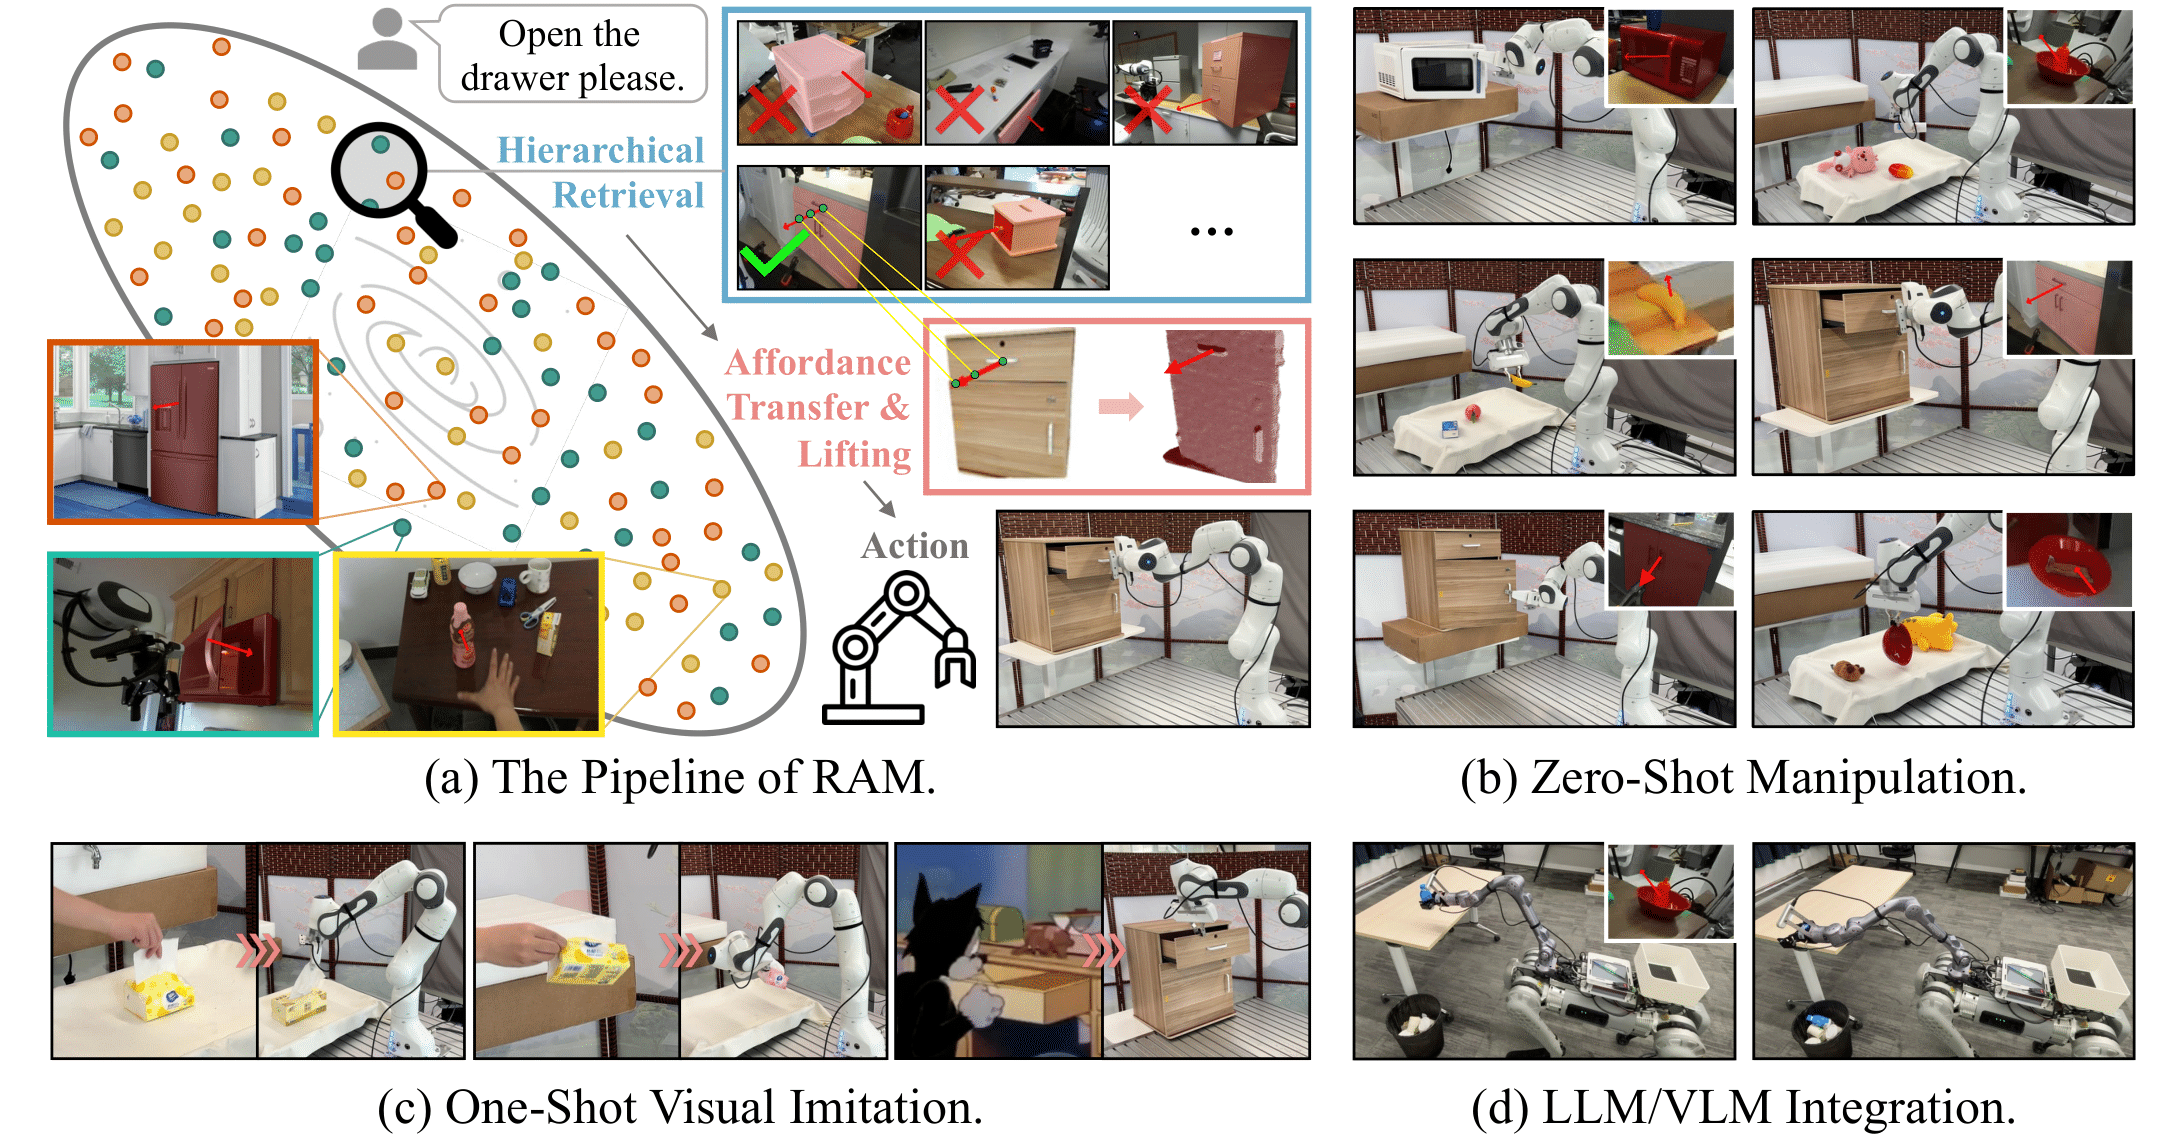 Open the
drawer please.
Hierarchical
Retrieval
...
Affordance
Transfer &
Lifting
Action
(a) The Pipeline of RAM.
(b) Zero-Shot Manipulation.
(c) One-Shot Visual Imitation.
(d) LLM/VLM Integration.